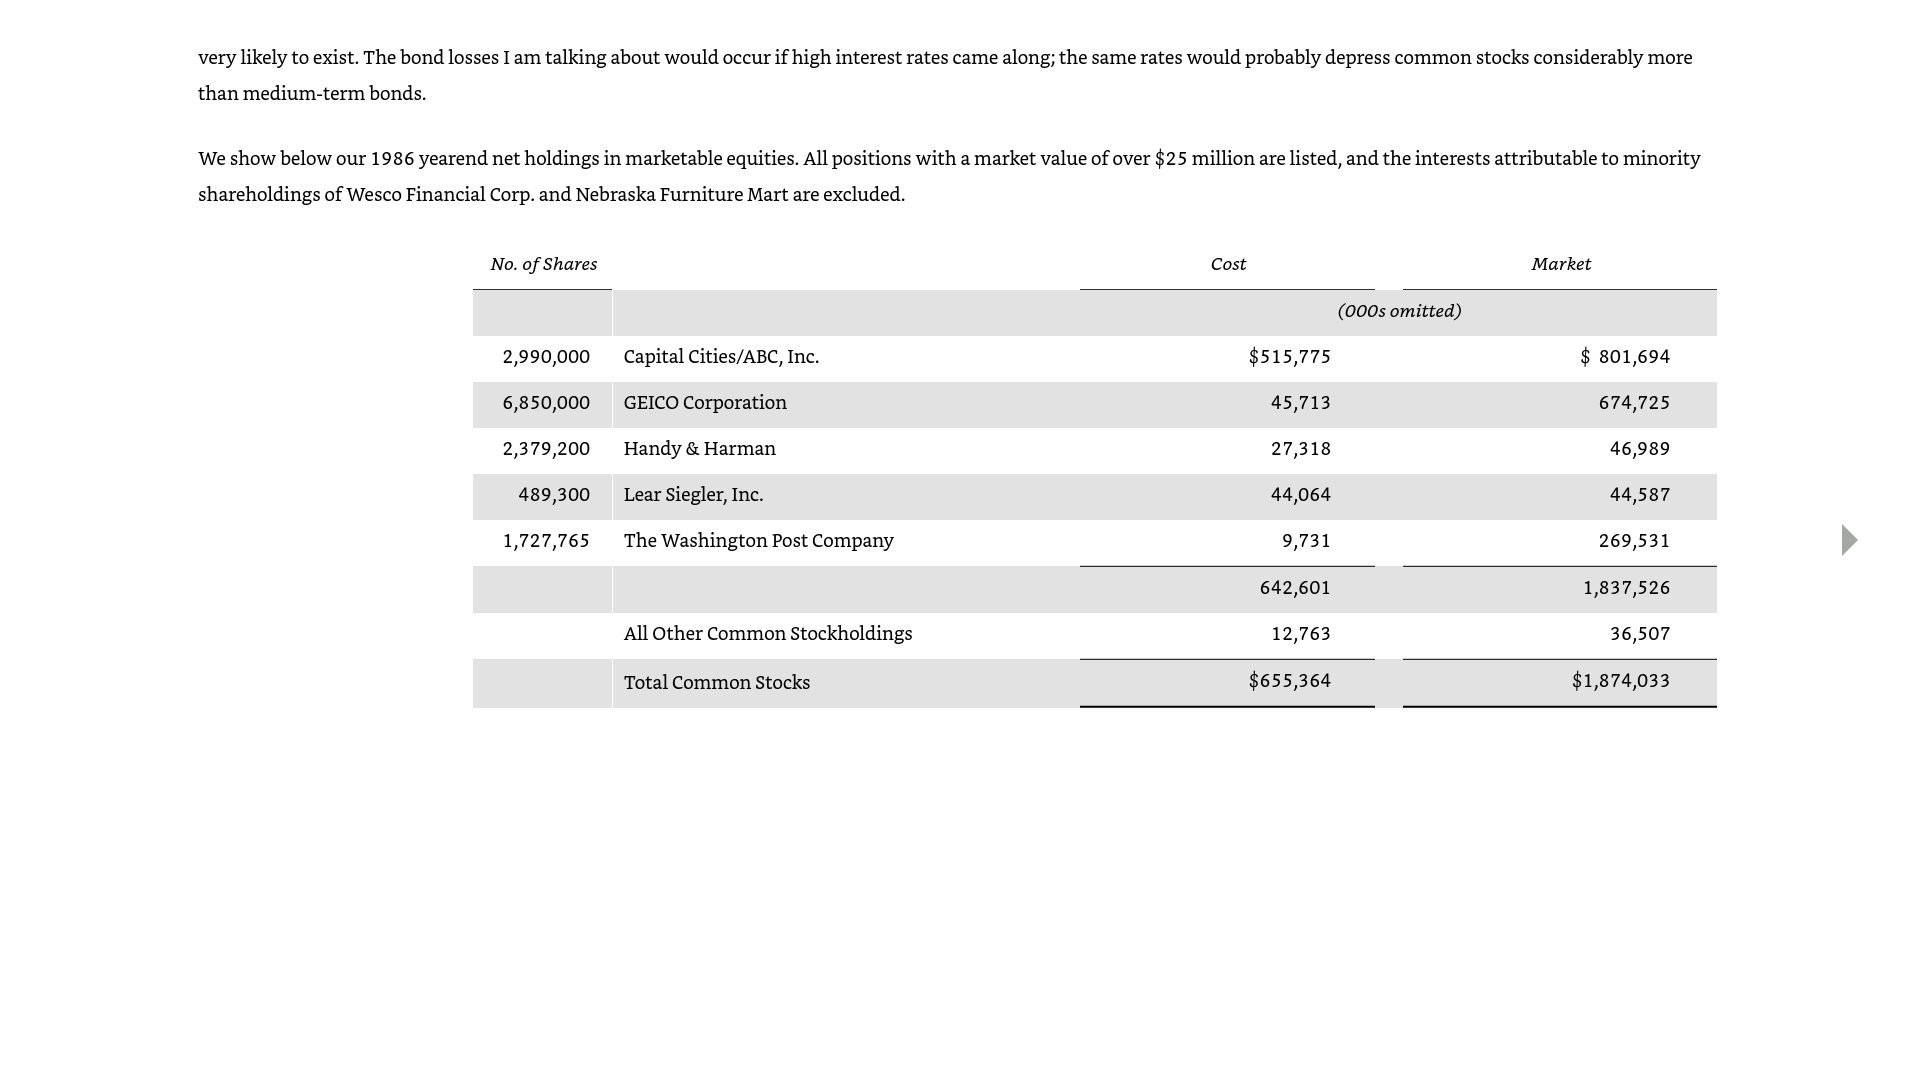 very likely to exist. The bond losses I am talking about would occur if high interest rates came along; the same rates would probably depress common stocks considerably more
than medium-term bonds.
We show below our 1986 yearend net holdings in marketable equities. All positions with a market value of over $25 million are listed, and the interests attributable to minority
shareholdings of Wesco Financial Corp. and Nebraska Furniture Mart are excluded.
No. of Shares Cost Market
(000s omitted)
2,990,000 Capital Cities/ABC, Inc. $515,775 $ 801,694
6,850,000 GEICO Corporation 45,713 674,725
2,379,200 Handy & Harman 27,318 46,989
489,300 Lear Siegler, Inc. 44,064 44,587
1,727,765 The Washington Post Company 9,731 269,531
642,601 1,837,526
All Other Common Stockholdings 12,763 36,507
Total Common Stocks $655,364 $1,874,033